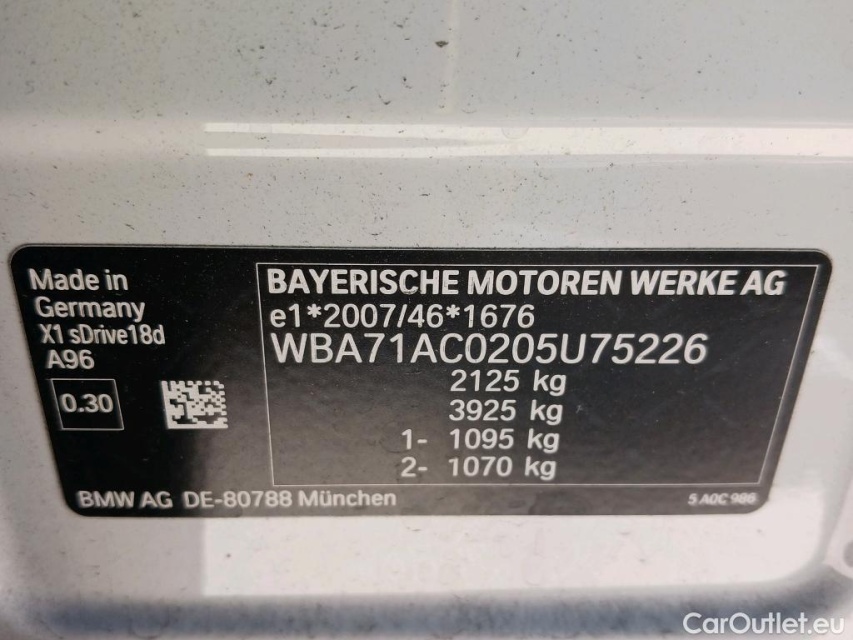 Made in
Germany
X1 sDrive18d
A96
0.30
BAYERISCHE MOTOREN WERKE AG
e1*2007/46*1676
WBA71AC0205U75226
2125 kg
3925 kg
1- 1095 kg
2- 1070 kg
BMW AG DE-80788 München
5 A0C 986
CarOutlet.eu